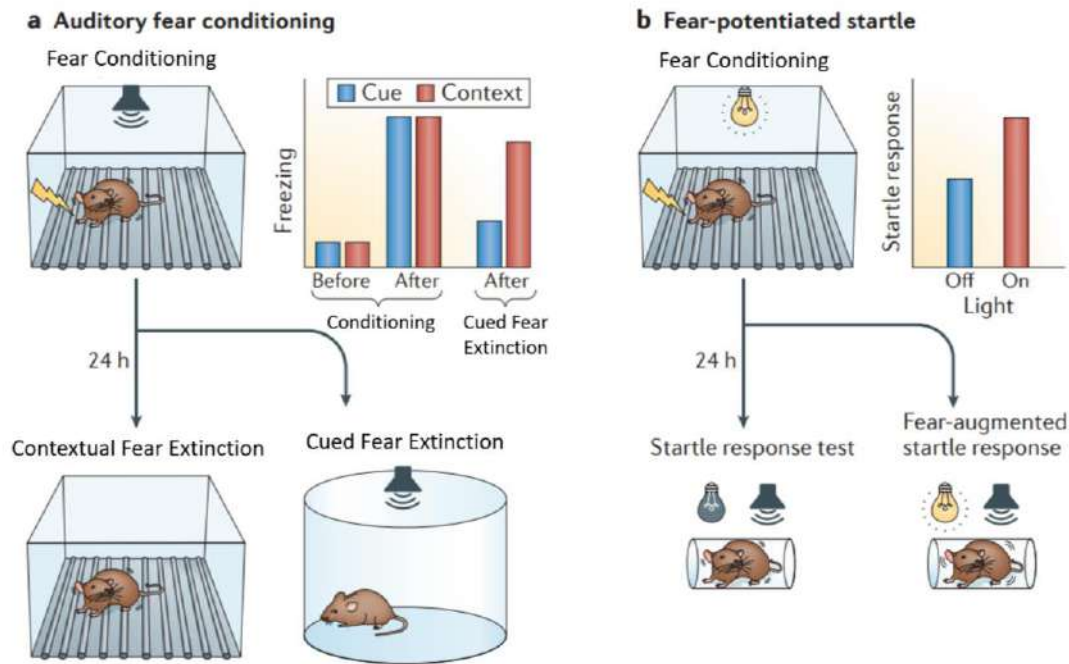 a Auditory fear conditioning
Fear Conditioning
Cue Context
Freezing
Before After After
Conditioning Cued Fear
Extinction
24 h
Contextual Fear Extinction
Cued Fear Extinction
b Fear-potentiated startle
Fear Conditioning
Startle response
Off On
Light
24 h
Startle response test
Fear-augmented
startle response